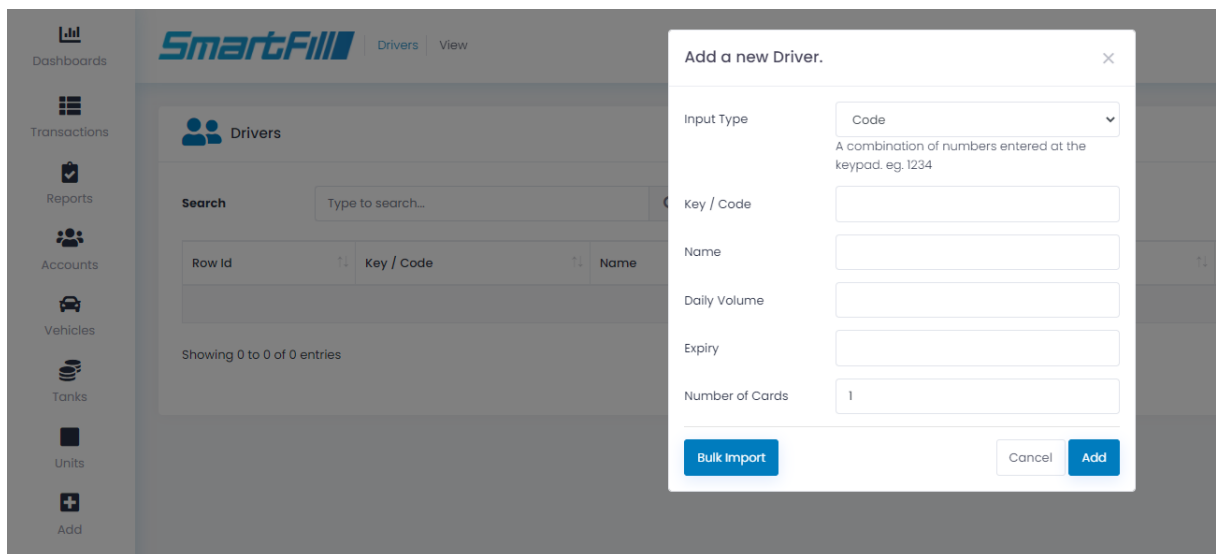 Dashboards
Transactions
Reports
Accounts
Vehicles
Tanks
Units
Add
SmartFill
Drivers
View
Drivers
Search
Type to search...
Row Id
Key / Code
Name
Showing 0 to 0 of 0 entries
Add a new Driver.
Input Type
Code
A combination of numbers entered at the
keypad. eg. 1234
Key / Code
Name
Daily Volume
Expiry
Number of Cards
1
Bulk Import
Cancel
Add